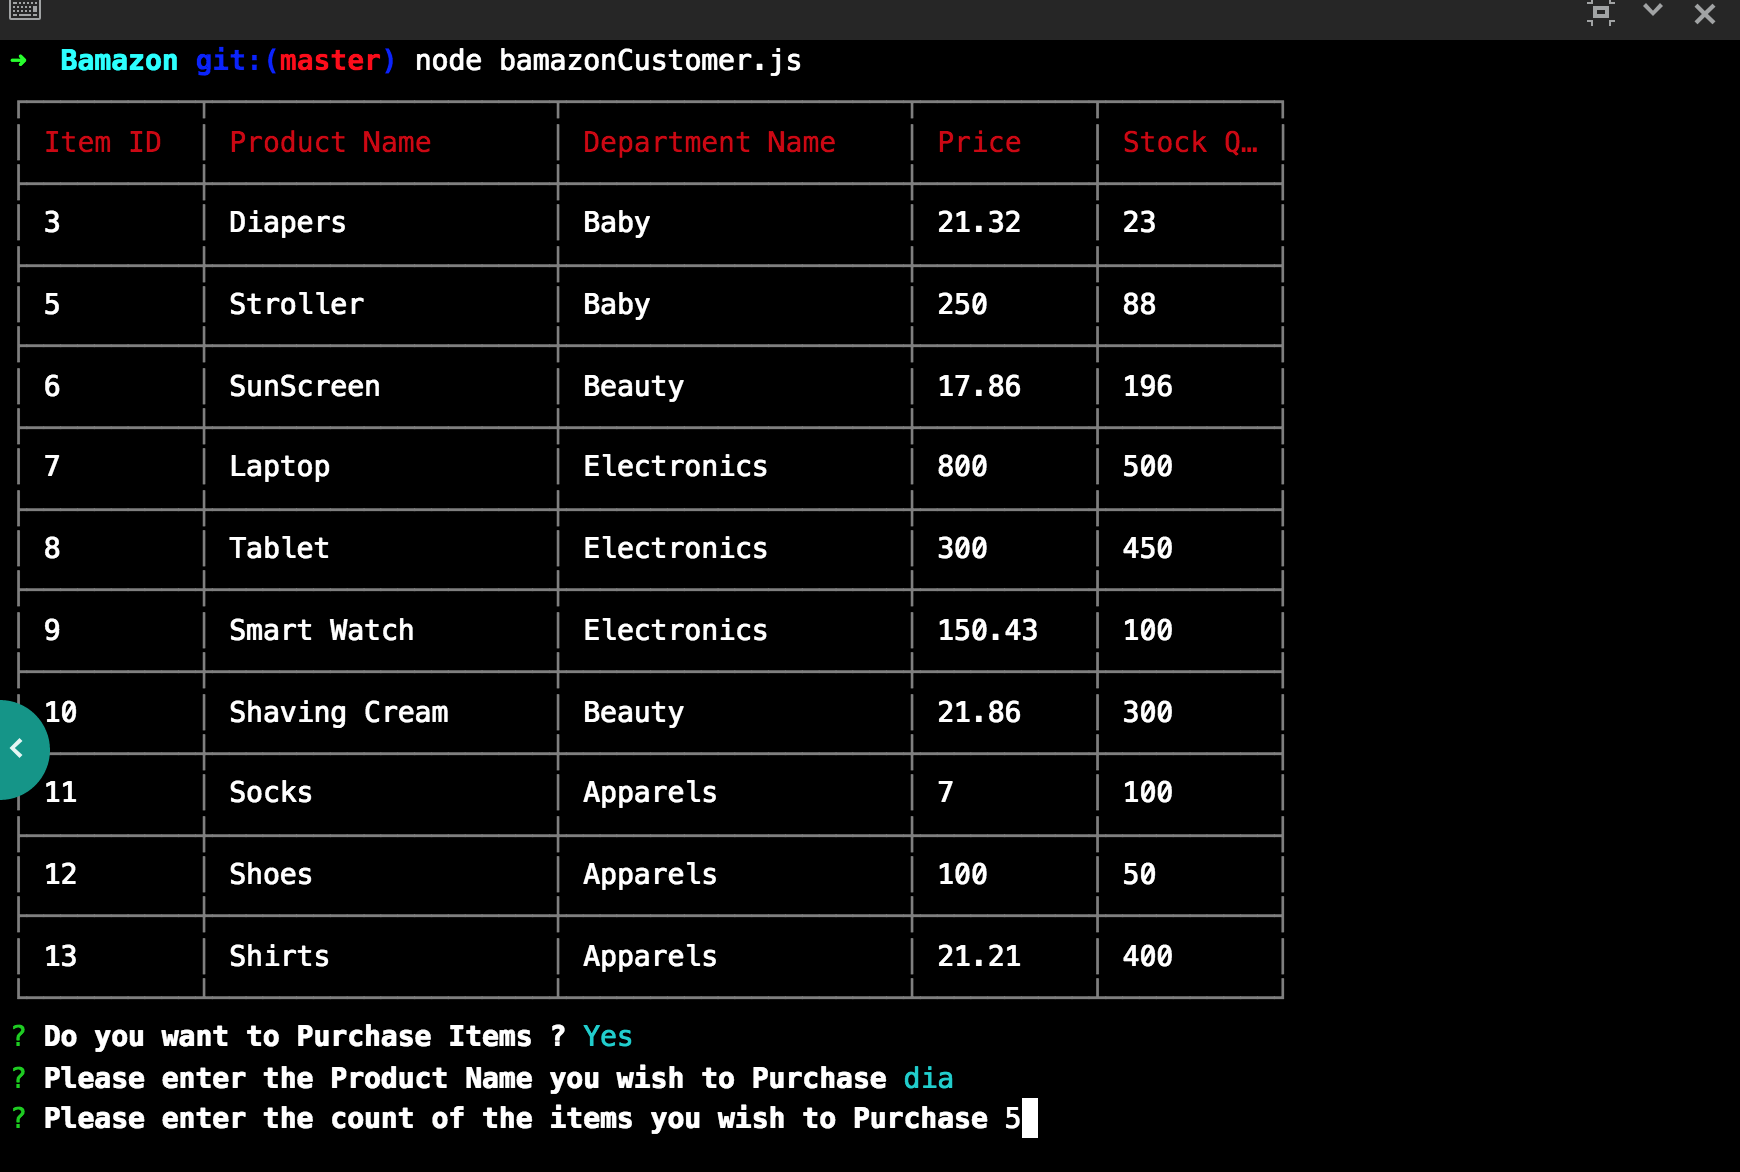 ➜ Bamazon git:(master) node bamazonCustomer.js
Item ID Product Name Department Name Price Stock Q…
3 Diapers Baby 21.32 23
5 Stroller Baby 250 88
6 SunScreen Beauty 17.86 196
7 Laptop Electronics 800 500
8 Tablet Electronics 300 450
9 Smart Watch Electronics 150.43 100
10 Shaving Cream Beauty 21.86 300
11 Socks Apparels 7 100
12 Shoes Apparels 100 50
13 Shirts Apparels 21.21 400
? Do you want to Purchase Items ? Yes
? Please enter the Product Name you wish to Purchase dia
? Please enter the count of the items you wish to Purchase 5